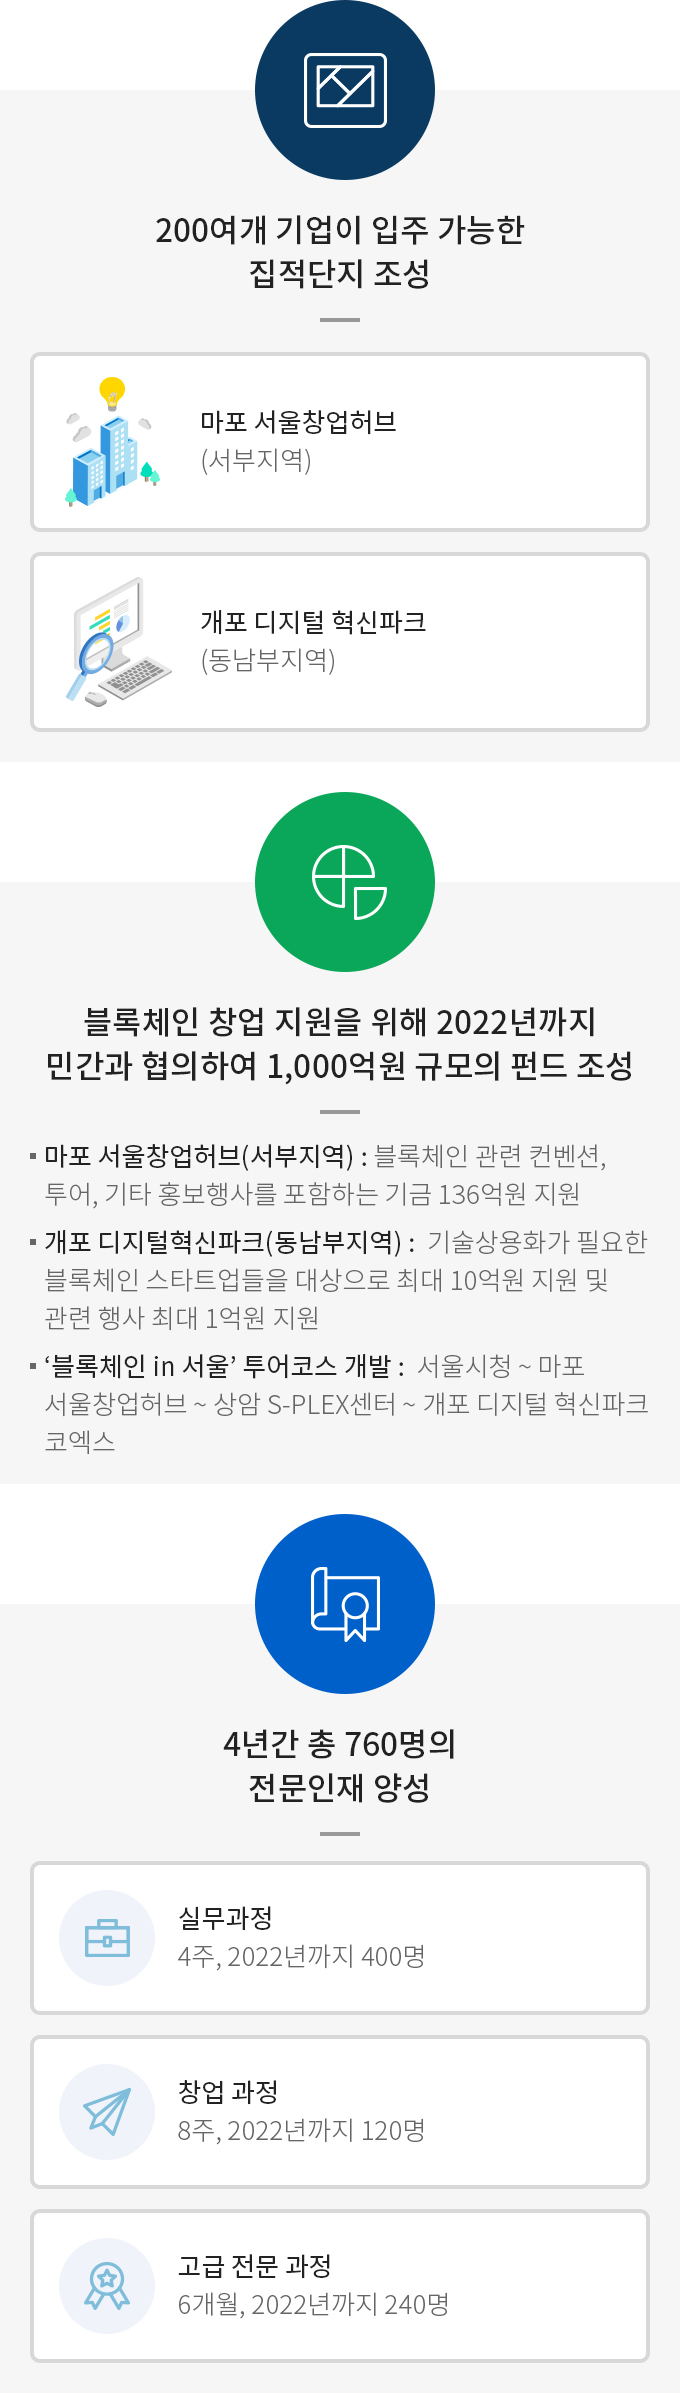 200여개 기업이 입주 가능한
집적단지 조성
마포 서울창업허브
(서부지역)
개포 디지털 혁신파크
(동남부지역)
블록체인 창업 지원을 위해 2022년까지
민간과 협의하여 1,000억원 규모의 펀드 조성
마포 서울창업허브(서부지역) : 블록체인 관련 컨벤션,
투어, 기타 홍보행사를 포함하는 기금 136억원 지원
개포 디지털혁신파크(동남부지역) : 기술상용화가 필요한
블록체인 스타트업들을 대상으로 최대 10억원 지원 및
관련 행사 최대 1억원 지원
‘블록체인 in 서울’ 투어코스 개발 : 서울시청 ~ 마포
서울창업허브 ~ 상암 S-PLEX센터 ~ 개포 디지털 혁신파크
코엑스
4년간 총 760명의
전문인재 양성
실무과정
4주, 2022년까지 400명
창업 과정
8주, 2022년까지 120명
고급 전문 과정
6개월, 2022년까지 240명